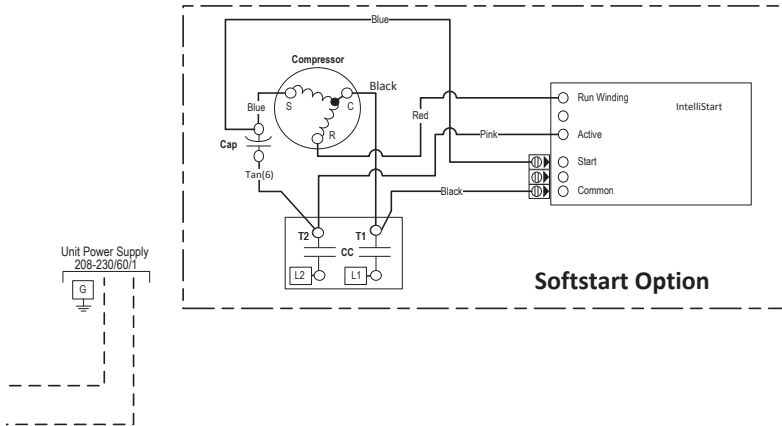 Blue
Compressor
Black
Blue
S
C
R
Red
Cap
Tan(6)
Pink
Black
Run Winding
IntelliStart
Active
Start
Common
T2
T1
CC
L2
L1
Softstart Option
Unit Power Supply
208-230/60/1
G